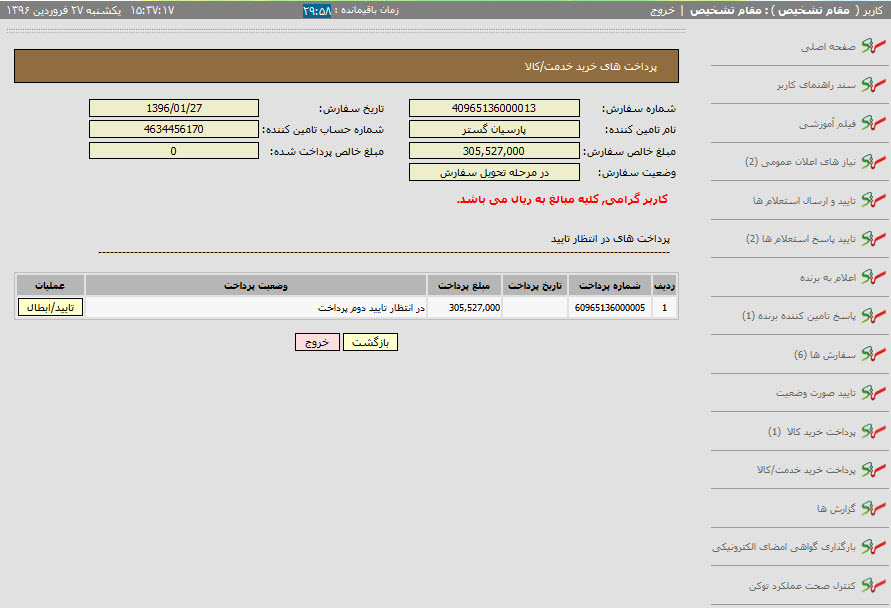 کاربر ( مقام تشخیص ) : مقام تشخیص | خروج
زمان باقیمانده : ۲۹:۵۸
۱۵:۳۷:۱۷ یکشنبه ۲۷ فروردین ۱۳۹۶
صفحه اصلی
سند راهنمای کاربر
فیلم آموزشی
نیاز های اعلان عمومی (2)
تایید و ارسال استعلام ها
تایید پاسخ استعلام ها (2)
اعلام به برنده
پاسخ تامین کننده برنده (1)
سفارش ها (6)
تایید صورت وضعیت
پرداخت خرید کالا (1)
پرداخت خرید خدمت/کالا
گزارش ها
بارگذاری گواهی امضای الکترونیکی
کنترل صحت عملکرد توکن
پرداخت های خرید خدمت/کالا
شماره سفارش: 40965136000013 تاریخ سفارش: 1396/01/27
نام تامین کننده: پارسیان گستر شماره حساب تامین کننده: 4634456170
مبلغ خالص سفارش: 305,527,000 مبلغ خالص پرداخت شده: 0
وضعیت سفارش: در مرحله تحویل سفارش
کاربر گرامی, کلیه مبالغ به ریال می باشد.
پرداخت های در انتظار تایید
ردیف شماره پرداخت تاریخ پرداخت مبلغ پرداخت وضعیت پرداخت عملیات
1 60965136000005 305,527,000 در انتظار تایید دوم پرداخت تایید/ابطال
بازگشت خروج